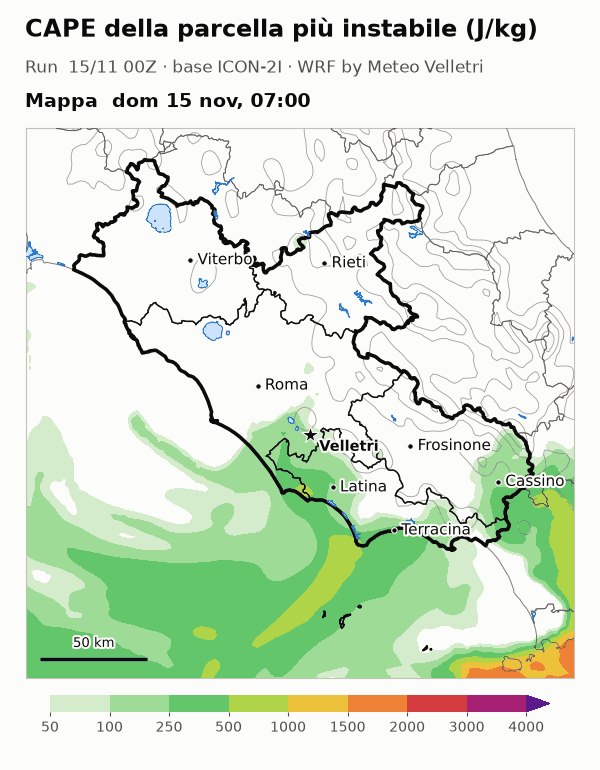 CAPE della parcella più instabile (J/kg)
Run  15/11 00Z · base ICON-2I · WRF by Meteo Velletri
Mappa  dom 15 nov, 07:00
Viterbo
Rieti
Roma
Velletri
Frosinone
Latina
Cassino
Terracina
50 km
50 100 250 500 1000 1500 2000 3000 4000